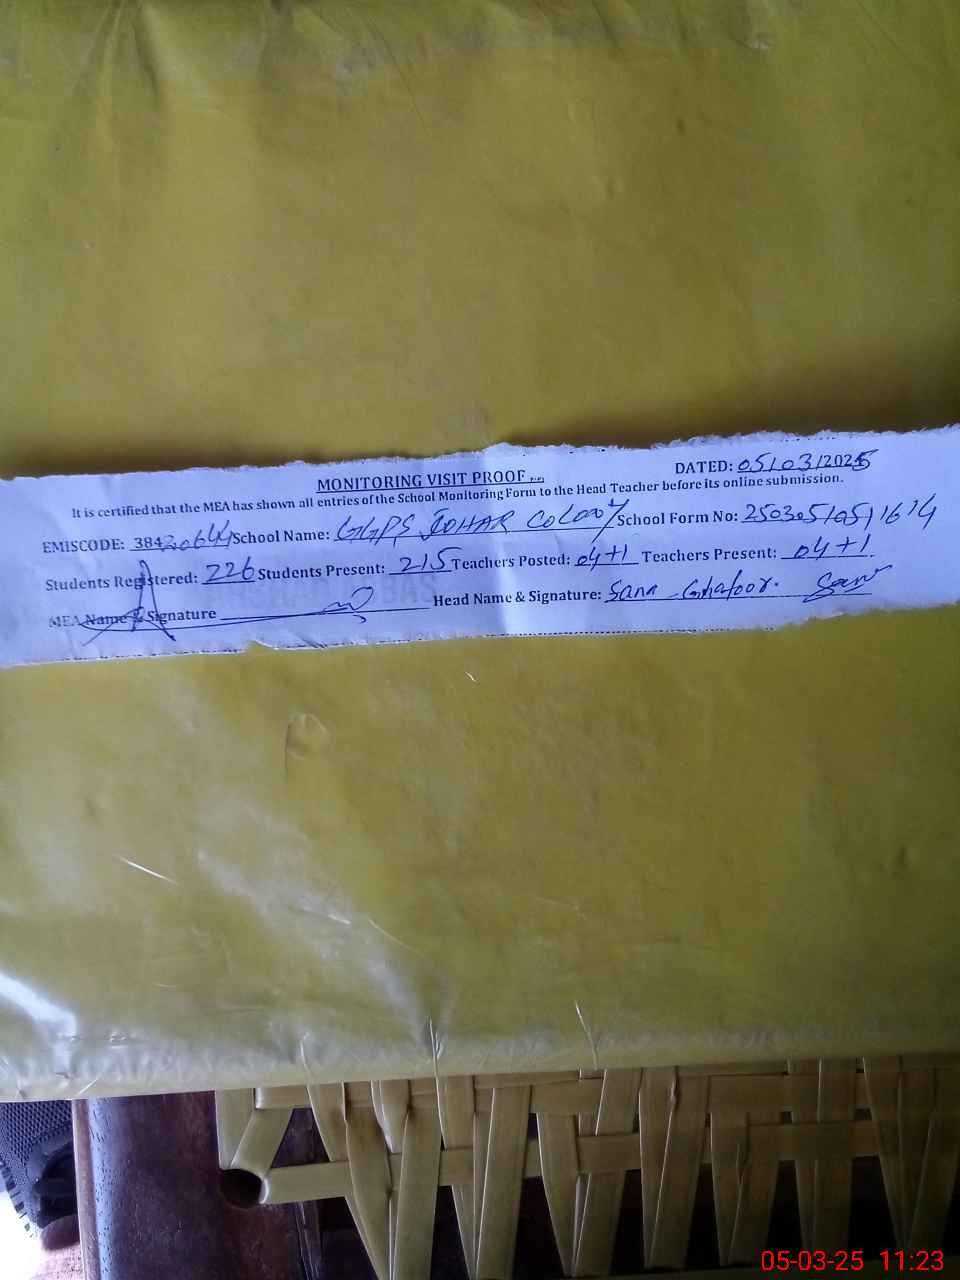 MONITORING VISIT PROOF
DATED: 05/03/2025
It is certified that the MEA has shown all entries of the School Monitoring Form to the Head Teacher before its online submission.
EMISCODE: 38420644 School Name: GGPS JOHAR Colony School Form No: 250305105111614
Students Registered: 226 Students Present: 215 Teachers Posted: 04+1 Teachers Present: 04+1
MEA Name & Signature Head Name & Signature: Sana Ghafoor.
05-03-25 11:23